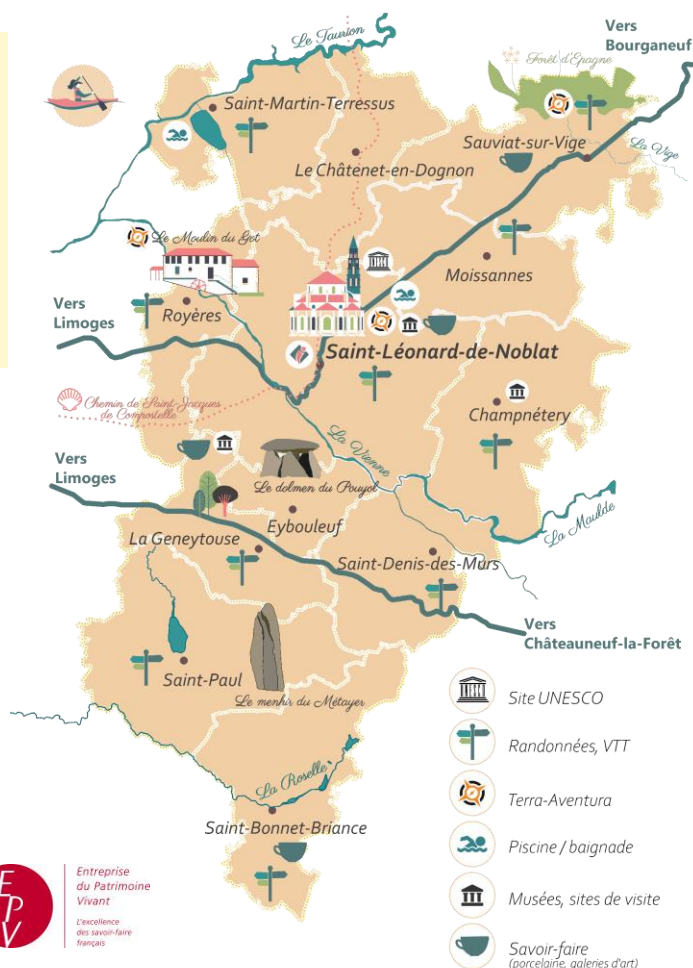 Le Taurion
Vers
Bourganeuf
Forêt d'Epagne
Saint-Martin-Terressus
Sauviat-sur-Vige
La Vige
Le Châtenet-en-Dognon
Le Moulin du Got
Moissannes
Vers
Limoges
Royères
Saint-Léonard-de-Noblat
Chemin de Saint-Jacques
de Compostelle
Champnétery
La Vienne
Vers
Limoges
Le dolmen du Pouyol
Eybouleuf
La Maulde
La Geneytouse
Saint-Denis-des-Murs
Vers
Châteauneuf-la-Forêt
Saint-Paul
Le menhir du Métayer
La Roselle
Saint-Bonnet-Briance
Site UNESCO
Randonnées, VTT
Terra-Aventura
Piscine / baignade
Musées, sites de visite
Savoir-faire
(porcelaine, galeries d'art)
E
P
V
Entreprise
du Patrimoine
Vivant
L'excellence
des savoir-faire
français